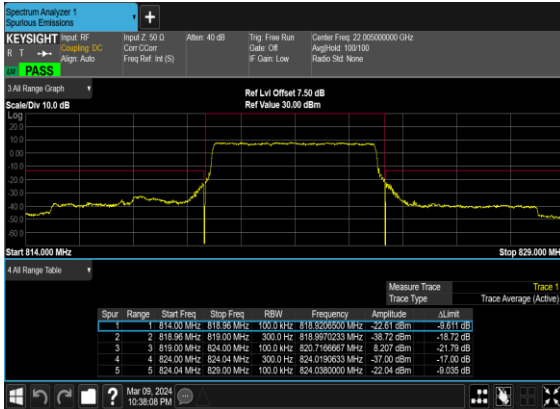 Spectrum Analyzer 1
Spurious Emissions
KEYSIGHT
R T
PASS
Input: RF
Coupling: DC
Align: Auto
Input Z: 50 Ω
Corr CCorr
Freq Ref: Int (S)
Atten: 40 dB
Trig: Free Run
Gate: Off
IF Gain: Low
Center Freq: 22.005000000 GHz
Avg|Hold: 100/100
Radio Std: None
3 All Range Graph
Scale/Div 10.0 dB
Ref Lvl Offset 7.50 dB
Ref Value 30.00 dBm
Log
20.0
10.0
0.00
-10.0
-20.0
-30.0
-40.0
-50.0
-60.0
Start 814.000 MHz
Stop 829.000 MH
4 All Range Table
Measure Trace Trace 1
Trace Type Trace Average (Active)
Spur Range Start Freq Stop Freq RBW Frequency Amplitude ΔLimit
1 1 814.00 MHz 818.96 MHz 100.0 kHz 818.9206500 MHz -22.61 dBm -9.611 dB
2 2 818.96 MHz 819.00 MHz 300.0 Hz 818.9970233 MHz -38.72 dBm -18.72 dB
3 3 819.00 MHz 824.00 MHz 100.0 kHz 820.7166667 MHz 8.207 dBm -21.79 dB
4 4 824.00 MHz 824.04 MHz 300.0 Hz 824.0190633 MHz -37.00 dBm -17.00 dB
5 5 824.04 MHz 829.00 MHz 100.0 kHz 824.0380000 MHz -22.04 dBm -9.035 dB
?
Mar 09, 2024
10:38:08 PM